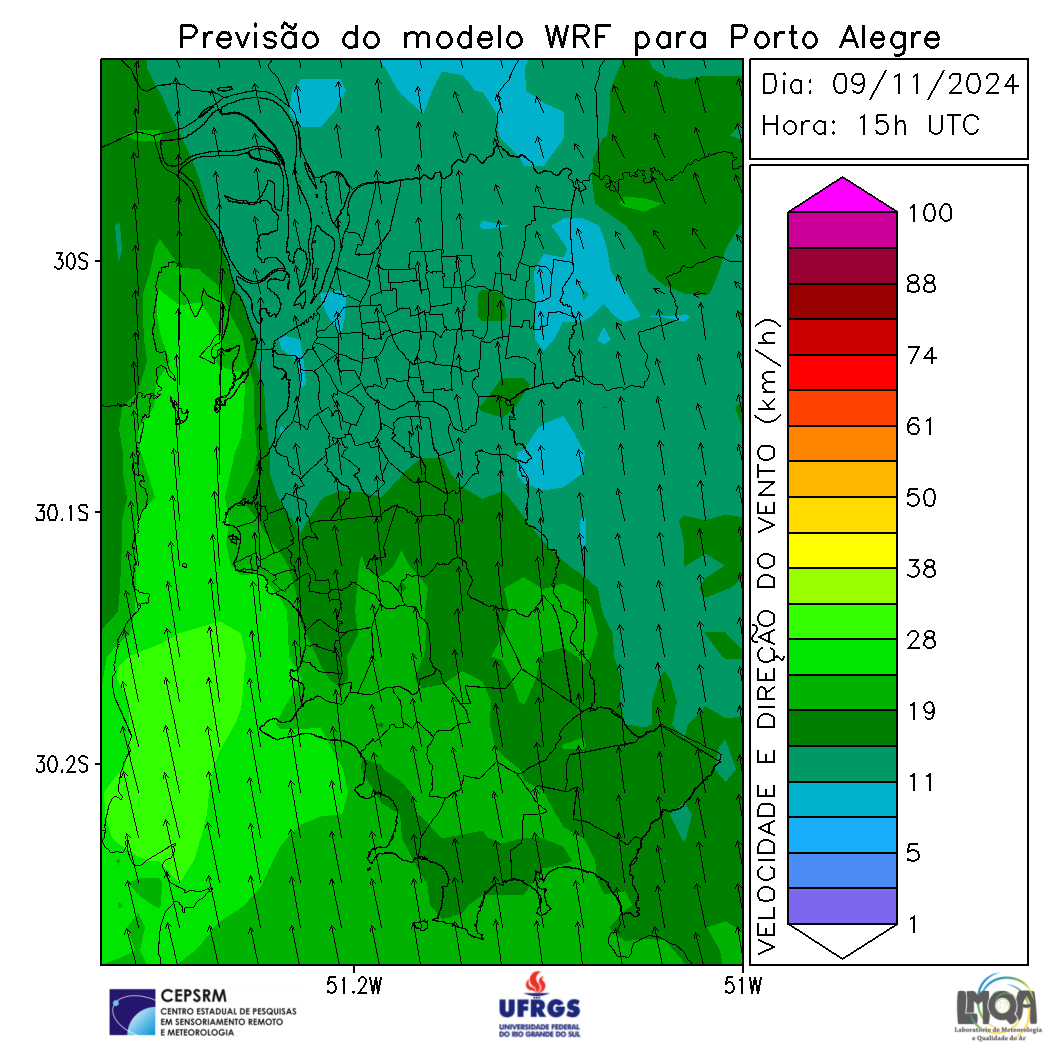 Previsão do modelo WRF para Porto Alegre
Dia: 09/11/2024
Hora: 15h UTC
30S
30.1S
30.2S
51.2W
51W
VELOCIDADE E DIREÇÃO DO VENTO (km/h)
100
88
74
61
50
38
28
19
11
5
1
CEPSRM
CENTRO ESTADUAL DE PESQUISAS
EM SENSORIAMENTO REMOTO
E METEOROLOGIA
UFRGS
UNIVERSIDADE FEDERAL
DO RIO GRANDE DO SUL
LMQA
Laboratório de Meteorologia
e Qualidade do Ar